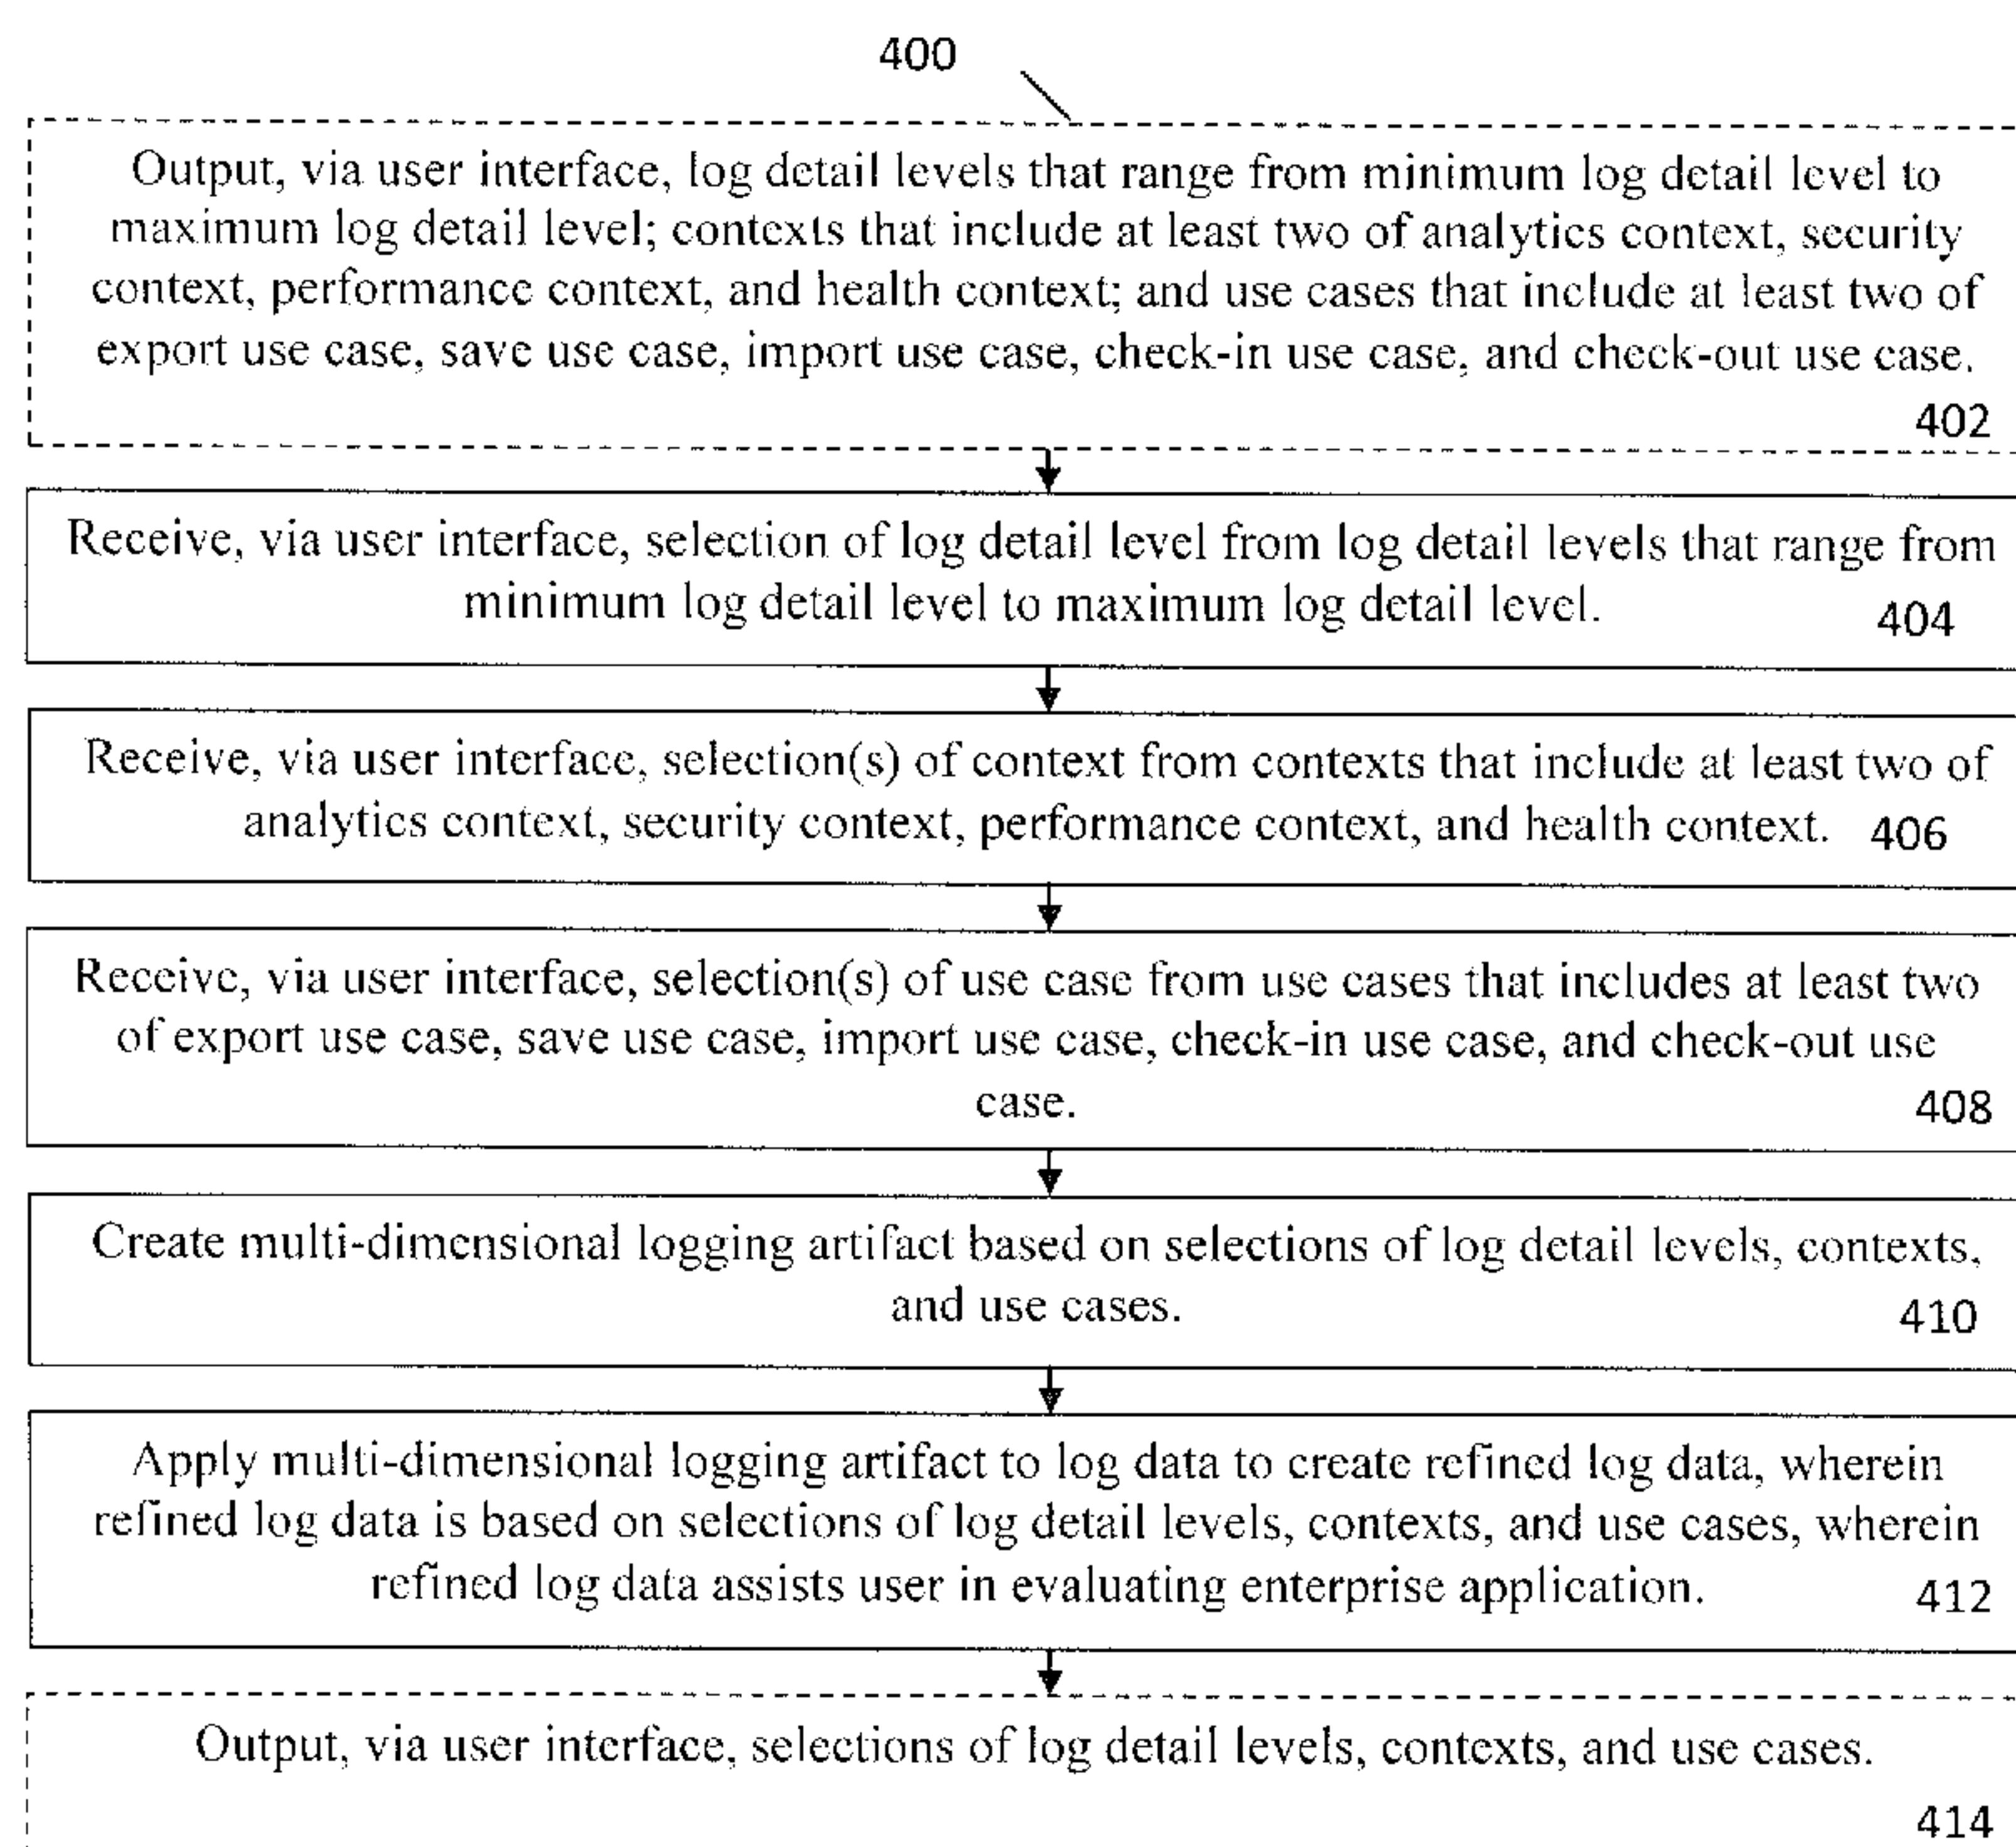 400
Output, via user interface, log detail levels that range from minimum log detail level to
maximum log detail level; contexts that include at least two of analytics context, security
context, performance context, and health context; and use cases that include at least two of
export use case, save use case, import use case, check-in use case, and check-out use case.
402
Receive, via user interface, selection of log detail level from log detail levels that range from
minimum log detail level to maximum log detail level.
404
Receive, via user interface, selection(s) of context from contexts that include at least two of
analytics context, security context, performance context, and health context.
406
Receive, via user interface, selection(s) of use case from use cases that includes at least two
of export use case, save use case, import use case, check-in use case, and check-out use
case.
408
Create multi-dimensional logging artifact based on selections of log detail levels, contexts,
and use cases.
410
Apply multi-dimensional logging artifact to log data to create refined log data, wherein
refined log data is based on selections of log detail levels, contexts, and use cases, wherein
refined log data assists user in evaluating enterprise application.
412
Output, via user interface, selections of log detail levels, contexts, and use cases.
414